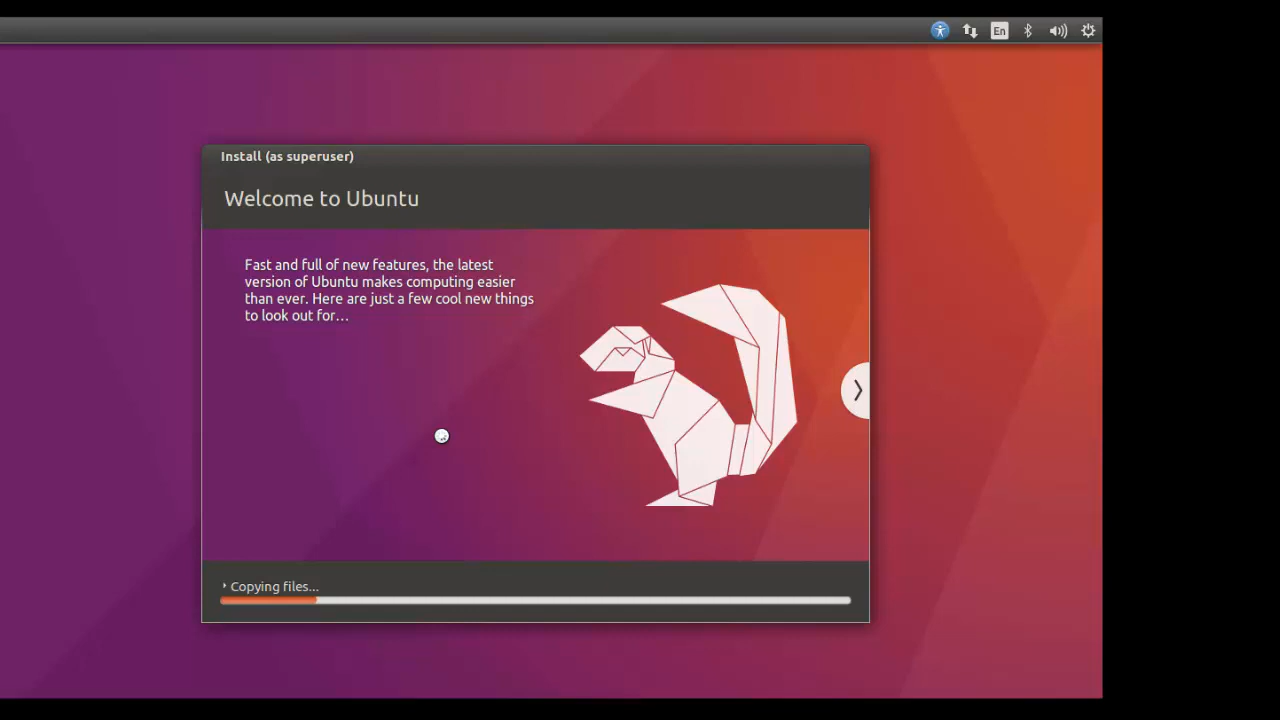 En
Install (as superuser)
Welcome to Ubuntu
Fast and full of new features, the latest
version of Ubuntu makes computing easier
than ever. Here are just a few cool new things
to look out for...
Copying files...